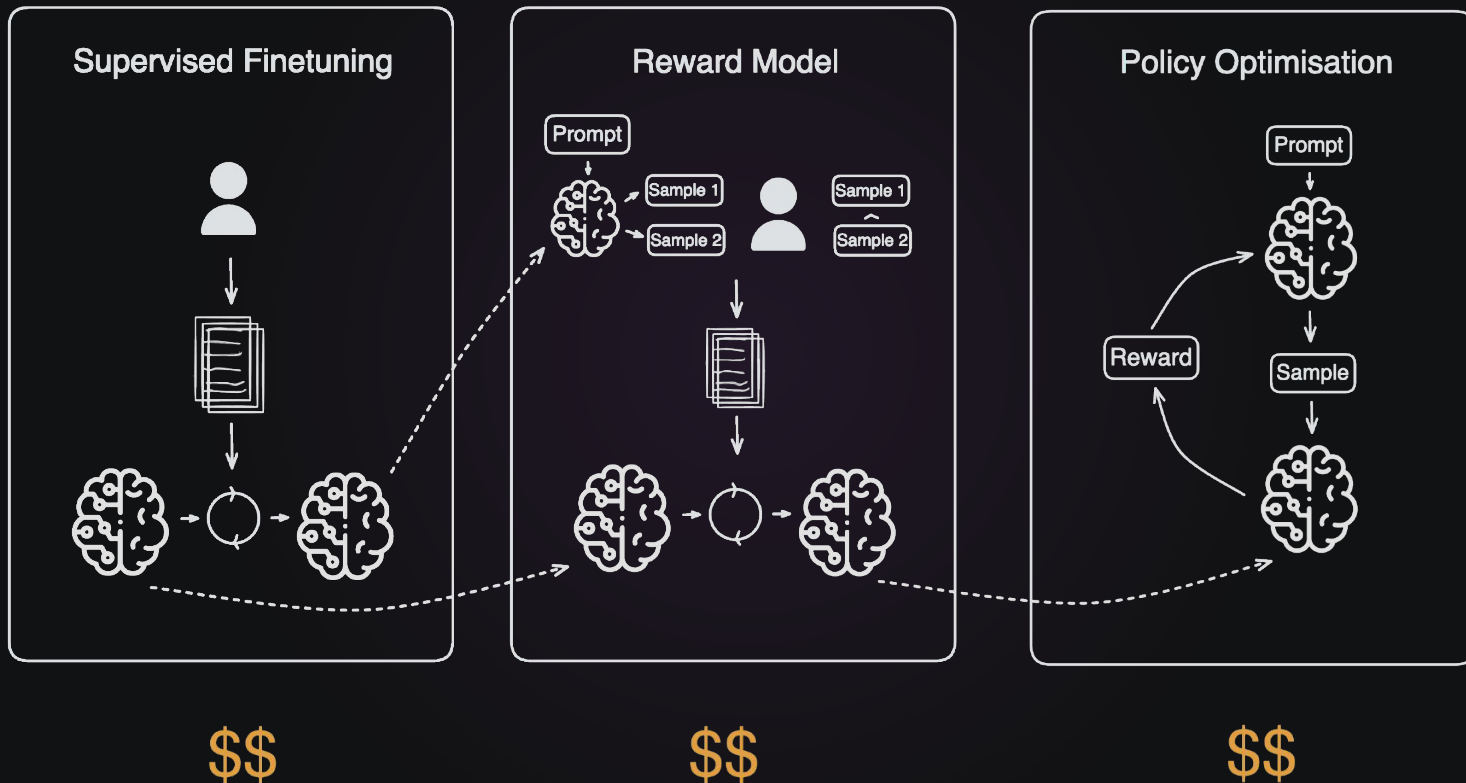 Supervised Finetuning
Reward Model
Prompt
Sample 1
Sample 2
Sample 1
Sample 2
Policy Optimisation
Prompt
Reward
Sample
$$
$$
$$